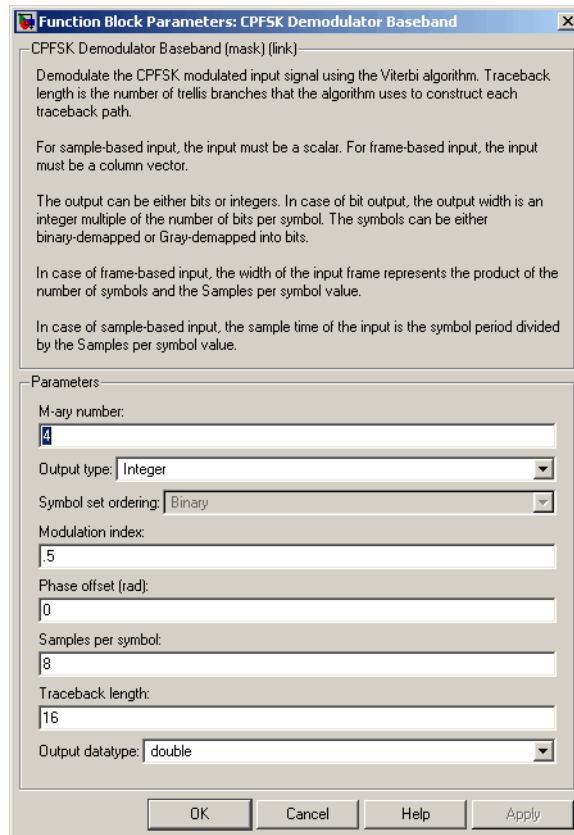 Function Block Parameters: CPFSK Demodulator Baseband
CPFSK Demodulator Baseband (mask) (link)
Demodulate the CPFSK modulated input signal using the Viterbi algorithm. Traceback
length is the number of trellis branches that the algorithm uses to construct each
traceback path.
For sample-based input, the input must be a scalar. For frame-based input, the input
must be a column vector.
The output can be either bits or integers. In case of bit output, the output width is an
integer multiple of the number of bits per symbol. The symbols can be either
binary-demapped or Gray-demapped into bits.
In case of frame-based input, the width of the input frame represents the product of the
number of symbols and the Samples per symbol value.
In case of sample-based input, the sample time of the input is the symbol period divided
by the Samples per symbol value.
Parameters
M-ary number:
4
Output type: Integer
Symbol set ordering: Binary
Modulation index:
.5
Phase offset (rad):
0
Samples per symbol:
8
Traceback length:
16
Output datatype: double
OK Cancel Help Apply